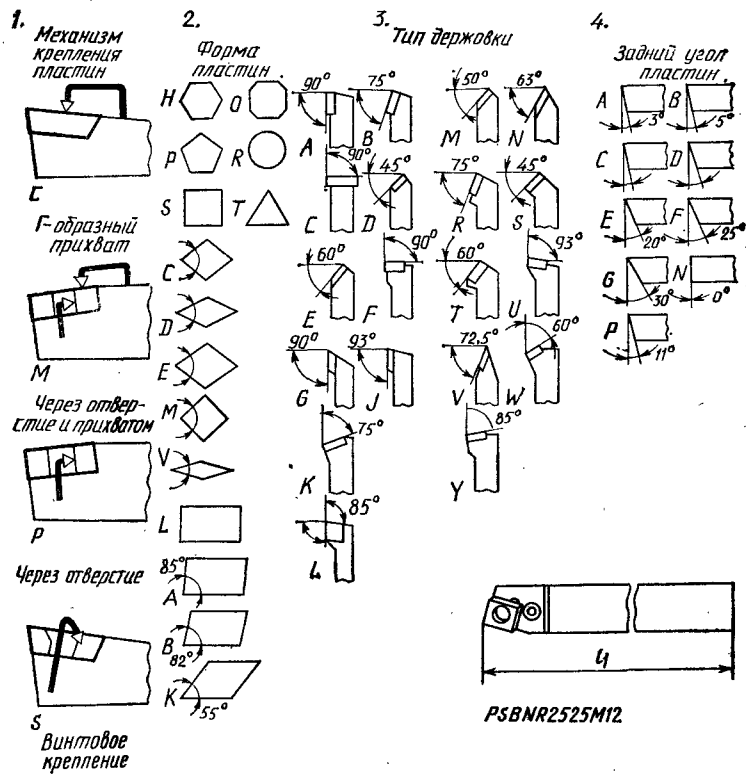 1.
Механизм
крепления
пластин
C
Г-образный
прихват
M
Через отвер-
стие и прихватом
P
Через отверстие
S
Винтовое
крепление
2.
Форма
пластин
H
O
P
R
S
T
C
D
E
M
V
L
85°
A
B
82°
K
55°
3.
Тип державки
90°
A
75°
B
50°
M
63°
N
90°
C
45°
D
75°
R
45°
S
60°
E
90°
F
60°
T
93°
U
90°
G
93°
J
72,5°
V
60°
W
75°
K
85°
Y
85°
L
4.
Задний угол
пластин
A
3°
B
5°
C
D
E
20°
F
25°
G
30°
N
0°
P
11°
l₁
PSBNR2525M12